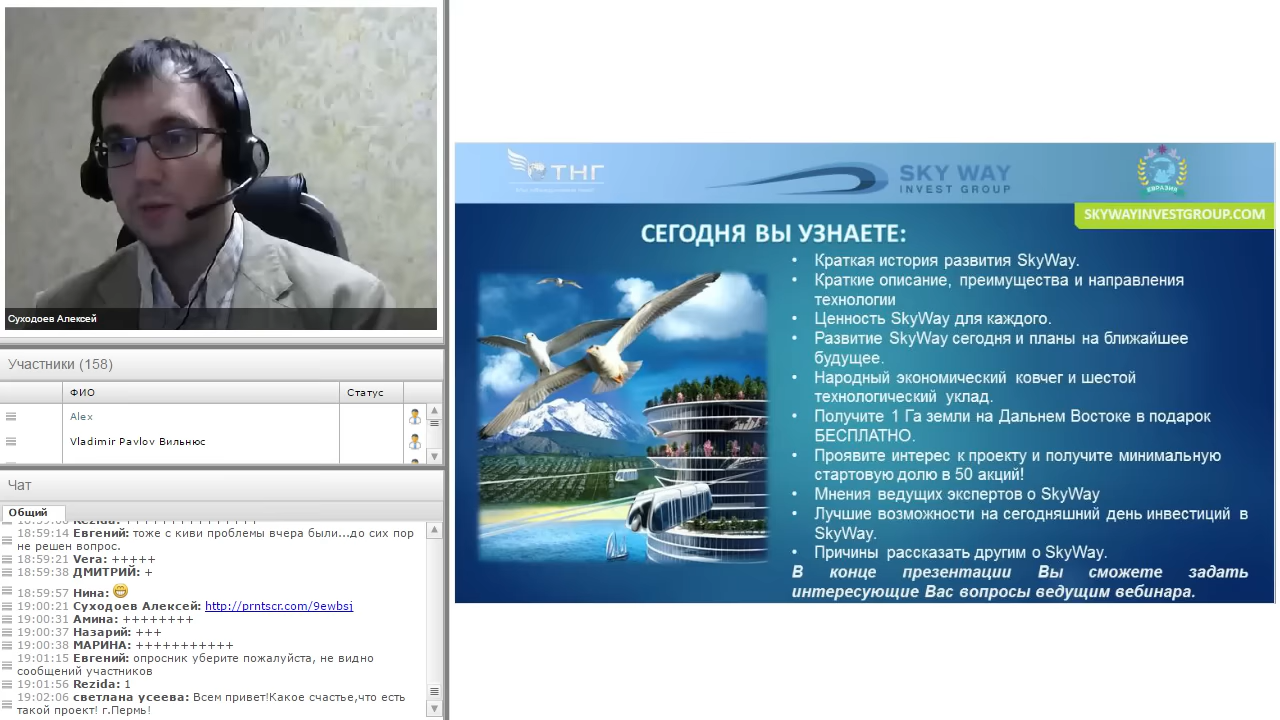 Суходоев Алексей
Участники (158)
ФИО
Статус
Alex
Vladimir Pavlov Вильнюс
Чат
Общий
18:59:14 Евгений: тоже с киви проблемы вчера были...до сих пор
не решен вопрос.
18:59:21 Vera: +++++
18:59:38 ДМИТРИЙ: +
18:59:57 Нина:
19:00:21 Суходоев Алексей: http://prntscr.com/9ewbsj
19:00:31 Амина: ++++++++
19:00:37 Назарий: +++
19:00:38 МАРИНА: +++++++++++
19:01:15 Евгений: опросник уберите пожалуйста, не видно
сообщений участников
19:01:56 Rezida: 1
19:02:06 светлана усеева: Всем привет!Какое счастье,что есть
такой проект! г.Пермь!
ТНГ
SKY WAY
INVEST GROUP
ЕВРАЗИЯ
SKYWAYINVESTGROUP.COM
СЕГОДНЯ ВЫ УЗНАЕТЕ:
• Краткая история развития SkyWay.
• Краткие описание, преимущества и направления
технологии
• Ценность SkyWay для каждого.
• Развитие SkyWay сегодня и планы на ближайшее
будущее.
• Народный экономический ковчег и шестой
технологический уклад.
• Получите 1 Га земли на Дальнем Востоке в подарок
БЕСПЛАТНО.
• Проявите интерес к проекту и получите минимальную
стартовую долю в 50 акций!
• Мнения ведущих экспертов о SkyWay
• Лучшие возможности на сегодняшний день инвестиций в
SkyWay.
• Причины рассказать другим о SkyWay.
В конце презентации Вы сможете задать
интересующие Вас вопросы ведущим вебинара.